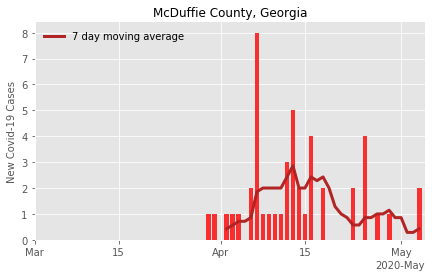 McDuffie County, Georgia
7 day moving average
New Covid-19 Cases
8
7
6
5
4
3
2
1
0
Mar 15 Apr 15 May
2020-May